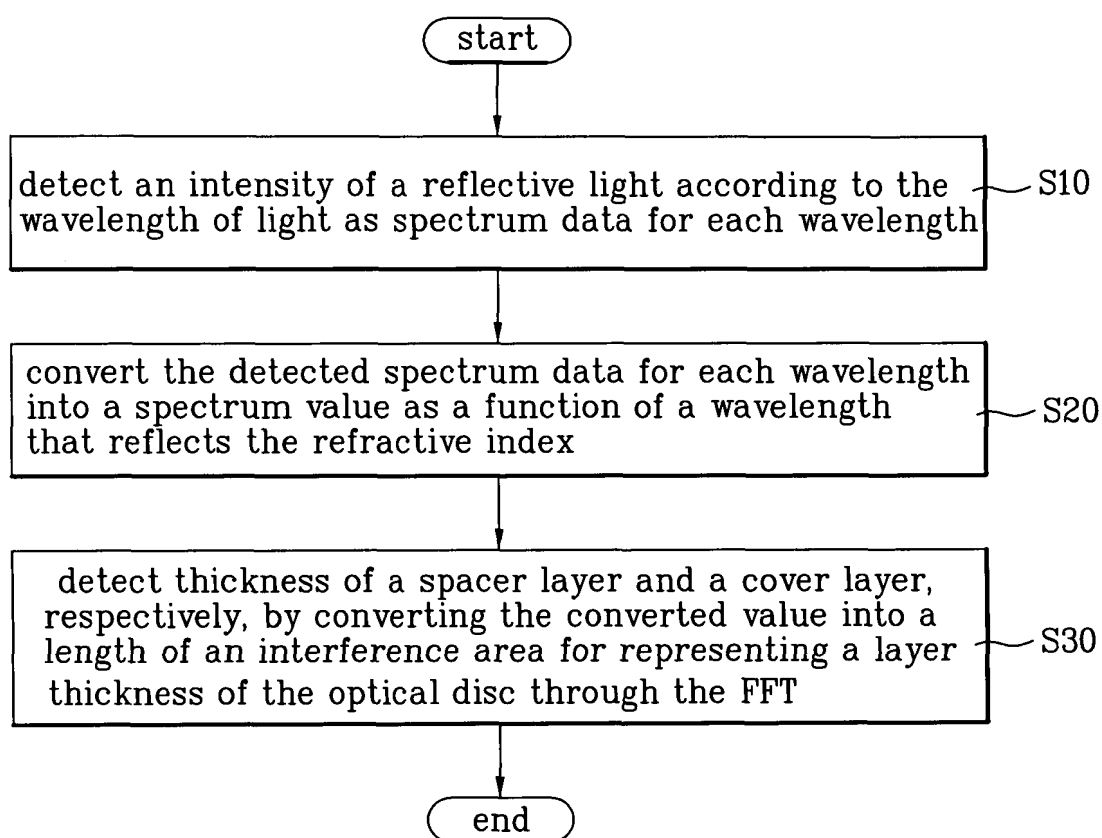 start
detect an intensity of a reflective light according to the
wavelength of light as spectrum data for each wavelength
S10
convert the detected spectrum data for each wavelength
into a spectrum value as a function of a wavelength
that reflects the refractive index
S20
detect thickness of a spacer layer and a cover layer,
respectively, by converting the converted value into a
length of an interference area for representing a layer
thickness of the optical disc through the FFT
S30
end